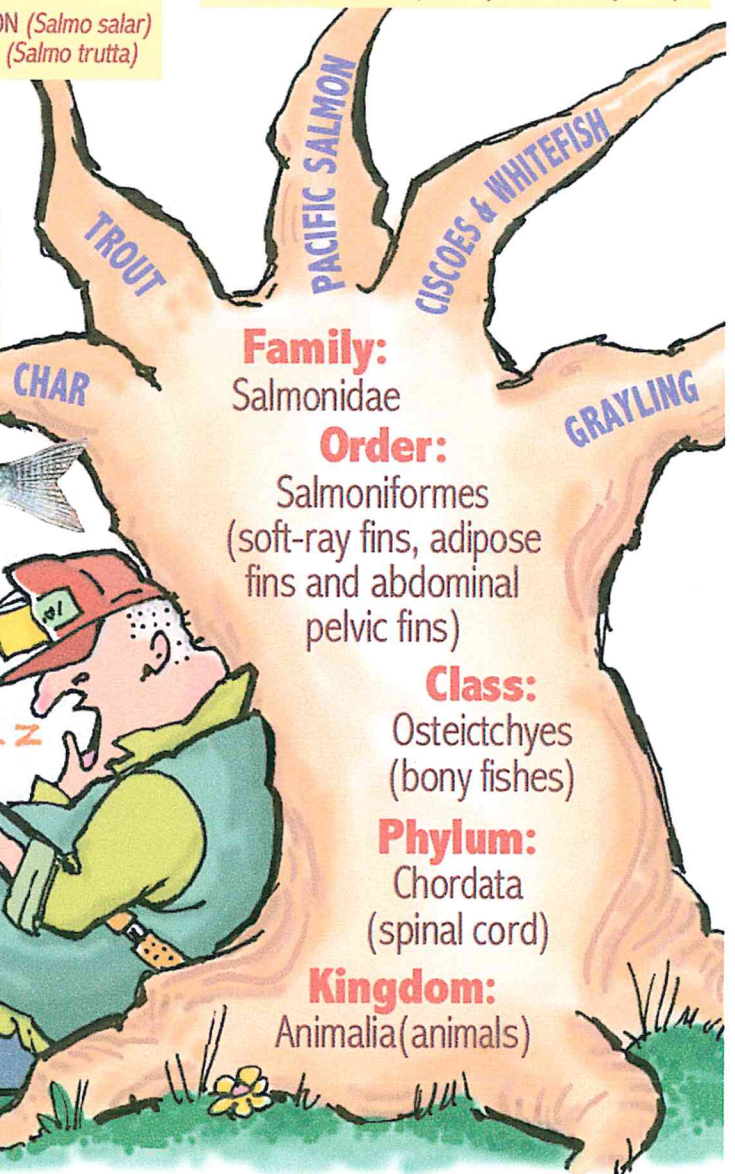 ON (Salmo salar)
(Salmo trutta)
TROUT
PACIFIC SALMON
CISCOES & WHITEFISH
CHAR
GRAYLING
Family:
Salmonidae
Order:
Salmoniformes
(soft-ray fins, adipose
fins and abdominal
pelvic fins)
Class:
Osteictchyes
(bony fishes)
Phylum:
Chordata
(spinal cord)
Kingdom:
Animalia(animals)
Z